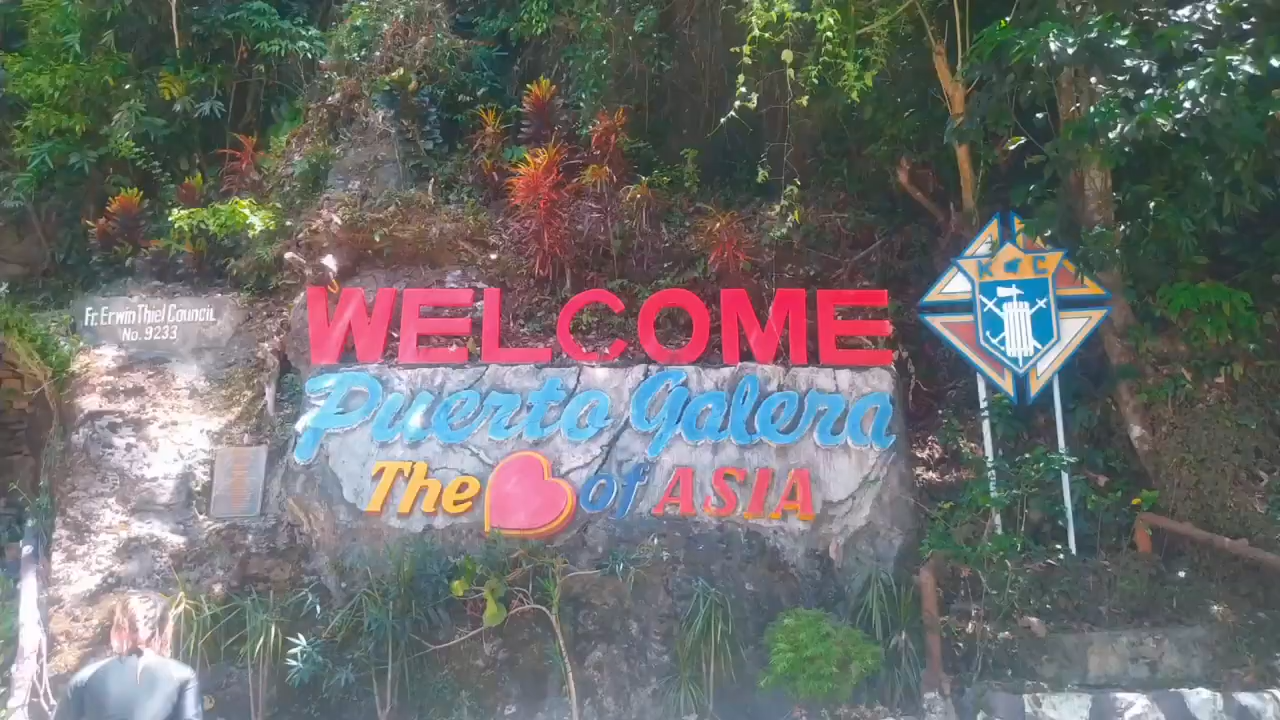 Fr. Erwin Thiel Council
No. 9233
WELCOME
Puerto Galera
The of ASIA
K C